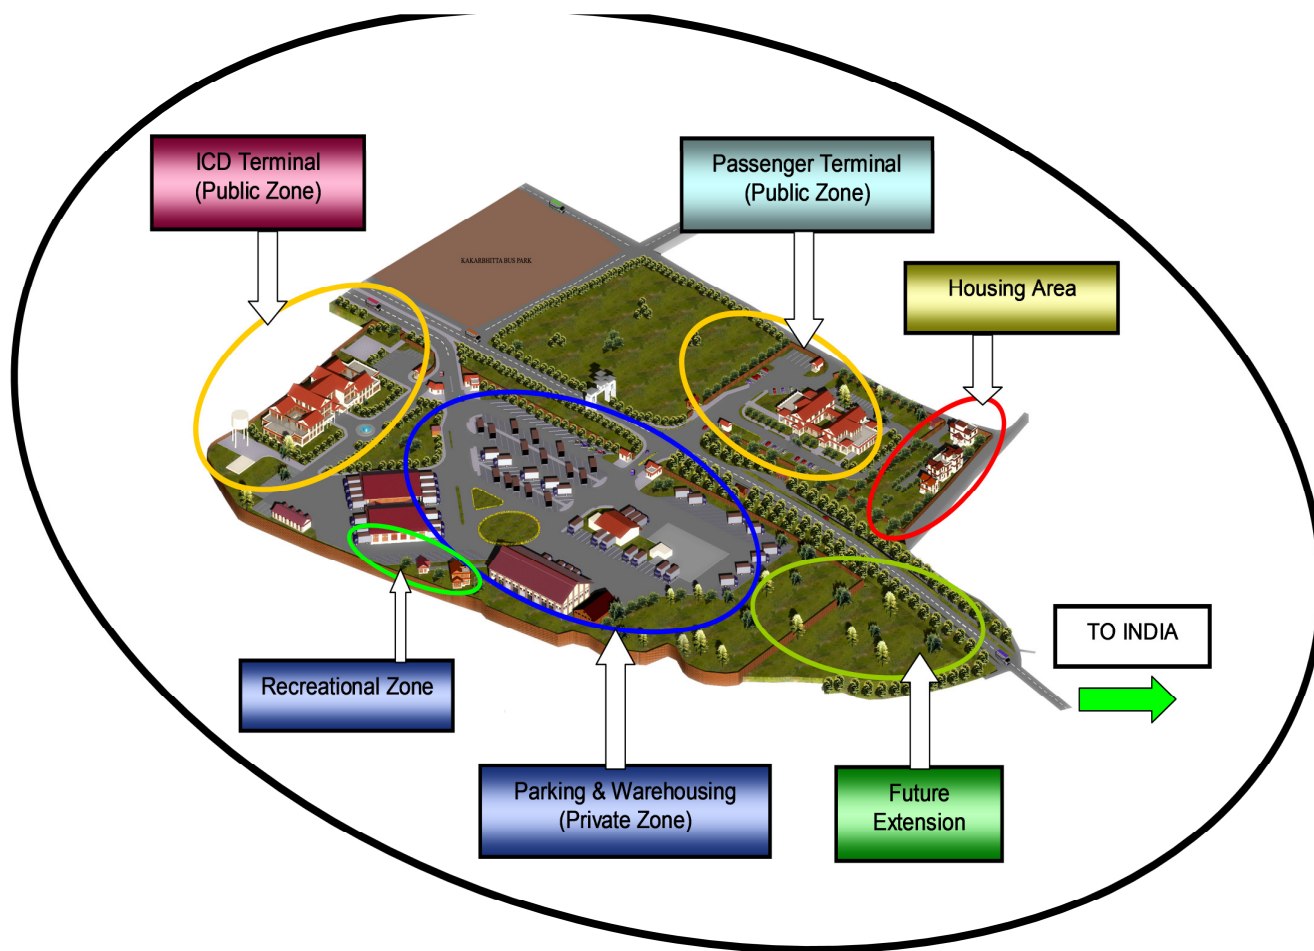 ICD Terminal
(Public Zone)
Passenger Terminal
(Public Zone)
KAKARBHITTA BUS PARK
Housing Area
TO INDIA
Recreational Zone
Parking & Warehousing
(Private Zone)
Future
Extension